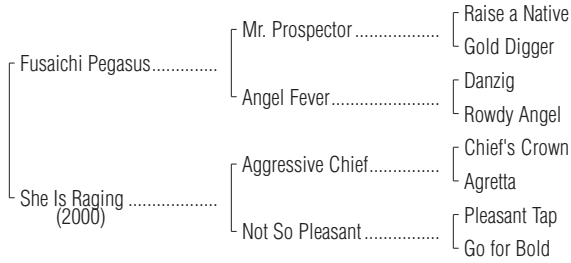 Raise a Native
Mr. Prospector ....................
Gold Digger
Fusaichi Pegasus...............
Danzig
Angel Fever.........................
Rowdy Angel
Chief's Crown
Aggressive Chief................
Agretta
She Is Raging ....................
(2000)
Pleasant Tap
Not So Pleasant .................
Go for Bold